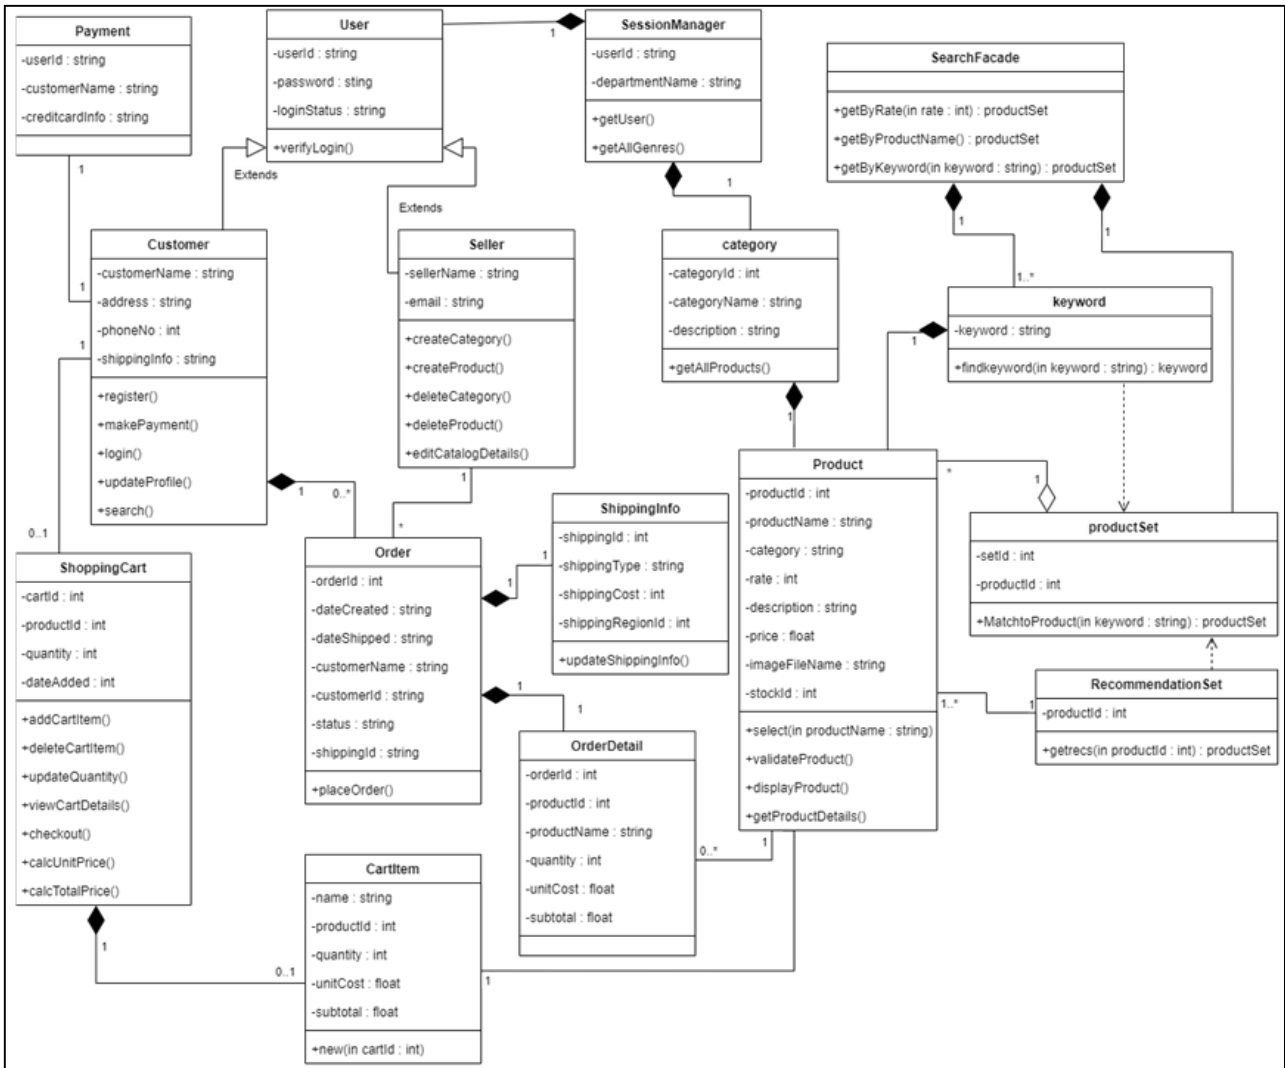 Payment
-userId : string
-customerName : string
-creditcardInfo : string
1
User
-userId : string
-password : sting
-loginStatus : string
+verifyLogin()
Extends
Extends
1
SessionManager
-userId : string
-departmentName : string
+getUser()
+getAllGenres()
1
SearchFacade
+getByRate(in rate : int) : productSet
+getByProductName() : productSet
+getByKeyword(in keyword : string) : productSet
1
1
1..*
Customer
-customerName : string
-address : string
-phoneNo : int
-shippingInfo : string
+register()
+makePayment()
+login()
+updateProfile()
+search()
1
1
1
0..*
0..1
Seller
-sellerName : string
-email : string
+createCategory()
+createProduct()
+deleteCategory()
+deleteProduct()
+editCatalogDetails()
1
*
category
-categoryId : int
-categoryName : string
-description : string
+getAllProducts()
1
keyword
-keyword : string
+findkeyword(in keyword : string) : keyword
1
Product
-productId : int
-productName : string
-category : string
-rate : int
-description : string
-price : float
-imageFileName : string
-stockId : int
+select(in productName : string)
+validateProduct()
+displayProduct()
+getProductDetails()
*
1
1..*
1
1
productSet
-setId : int
-productId : int
+MatchtoProduct(in keyword : string) : productSet
RecommendationSet
-productId : int
+getrecs(in productId : int) : productSet
ShippingInfo
-shippingId : int
-shippingType : string
-shippingCost : int
-shippingRegionId : int
+updateShippingInfo()
1
1
Order
-orderId : int
-dateCreated : string
-dateShipped : string
-customerName : string
-customerId : string
-status : string
-shippingId : string
+placeOrder()
1
1
ShoppingCart
-cartId : int
-productId : int
-quantity : int
-dateAdded : int
+addCartItem()
+deleteCartItem()
+updateQuantity()
+viewCartDetails()
+checkout()
+calcUnitPrice()
+calcTotalPrice()
1
0..1
OrderDetail
-orderId : int
-productId : int
-productName : string
-quantity : int
-unitCost : float
-subtotal : float
0..*
CartItem
-name : string
-productId : int
-quantity : int
-unitCost : float
-subtotal : float
+new(in cartId : int)
1